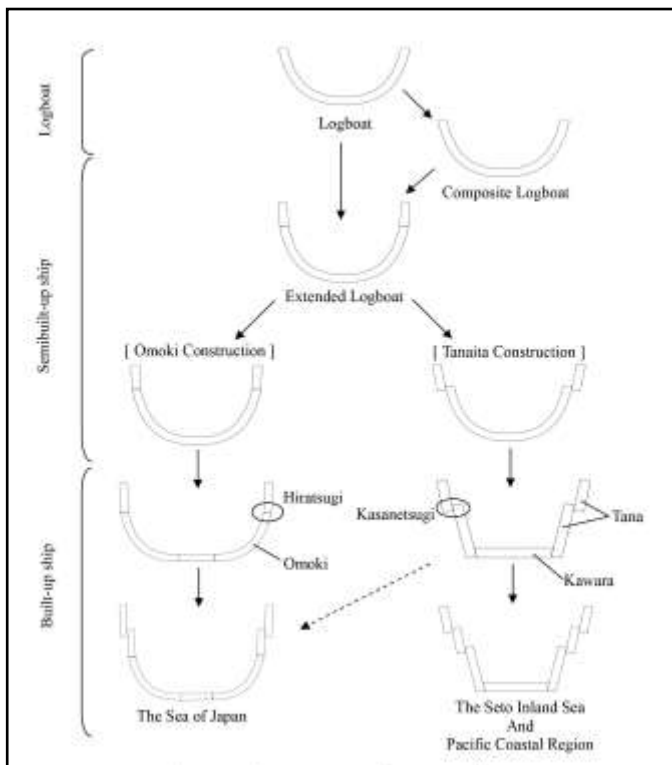 Logboat
Logboat
Composite Logboat
Semibuilt-up ship
Extended Logboat
[ Omoki Construction ]
[ Tanaita Construction ]
Built-up ship
Hiratsugi
Omoki
Kasanetsugi
Tana
Kawara
The Sea of Japan
The Seto Inland Sea
And
Pacific Coastal Region